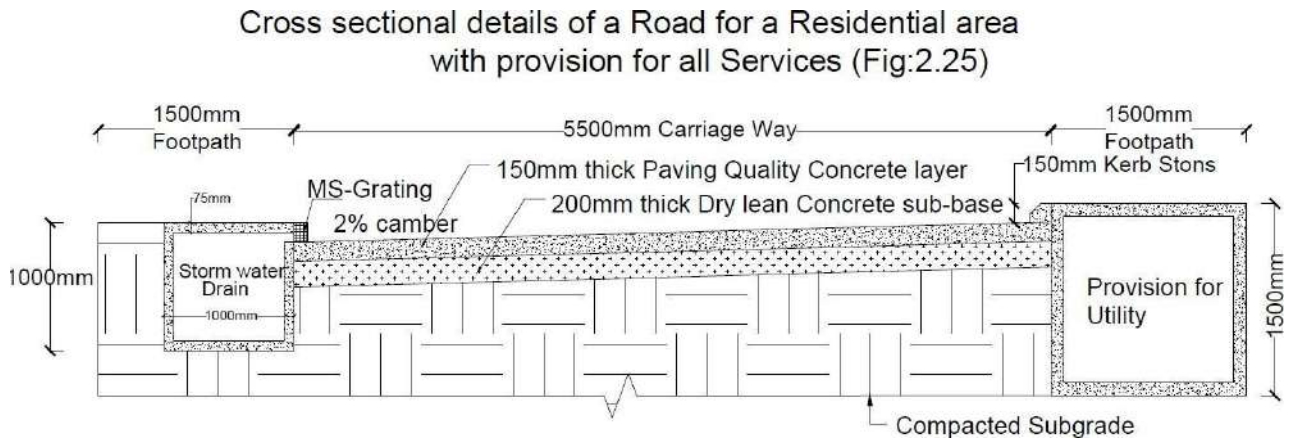 Cross sectional details of a Road for a Residential area
with provision for all Services (Fig:2.25)
1500mm
Footpath
5500mm Carriage Way
1500mm
Footpath
150mm thick Paving Quality Concrete layer
150mm Kerb Stons
MS-Grating
75mm
200mm thick Dry lean Concrete sub-base
2% camber
1000mm
Storm water
Drain
1000mm
Provision for
Utility
1500mm
Compacted Subgrade